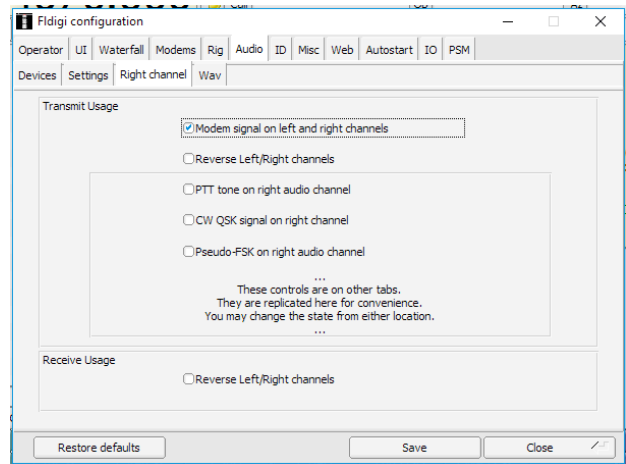 Fldigi configuration
Operator UI Waterfall Modems Rig Audio ID Misc Web Autostart IO PSM
Devices Settings Right channel Wav
Transmit Usage
Modem signal on left and right channels
Reverse Left/Right channels
PTT tone on right audio channel
CW QSK signal on right channel
Pseudo-FSK on right audio channel
...
These controls are on other tabs.
They are replicated here for convenience.
You may change the state from either location.
...
Receive Usage
Reverse Left/Right channels
Restore defaults Save Close